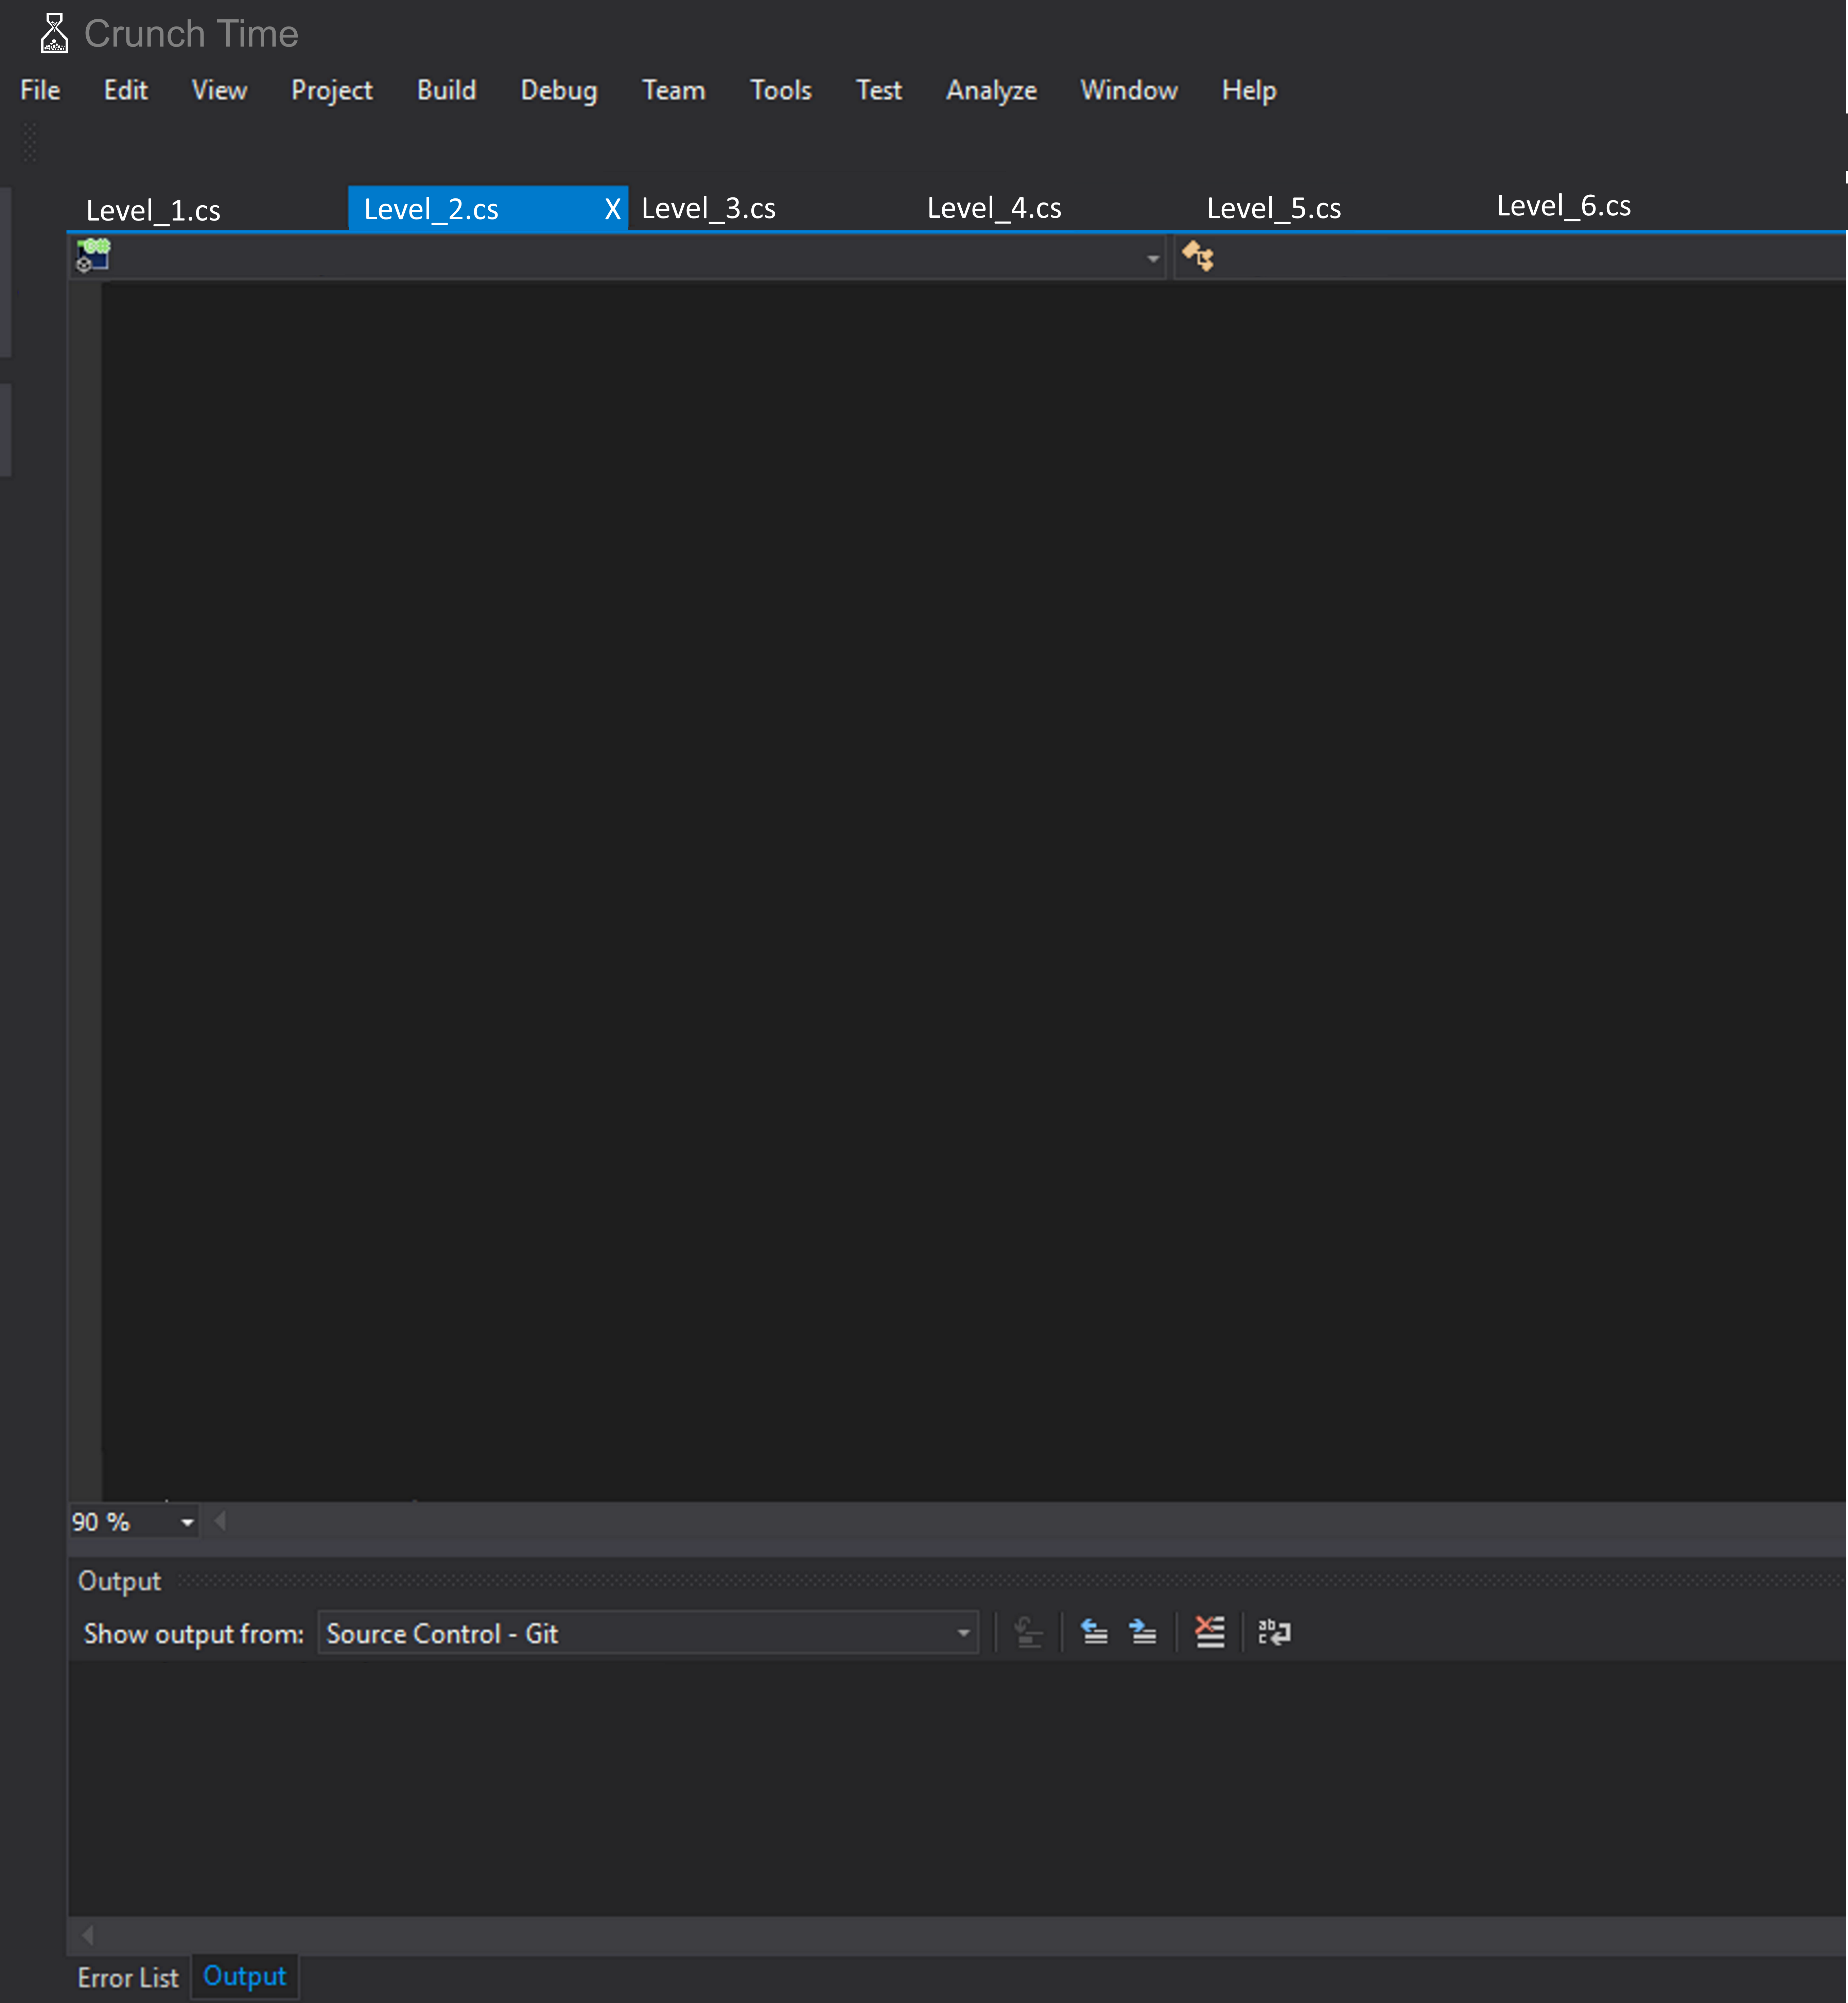 Crunch Time
File Edit View Project Build Debug Team Tools Test Analyze Window Help
Level_1.cs Level_2.cs X Level_3.cs Level_4.cs Level_5.cs Level_6.cs
90 %
Output
Show output from: Source Control - Git
Error List Output